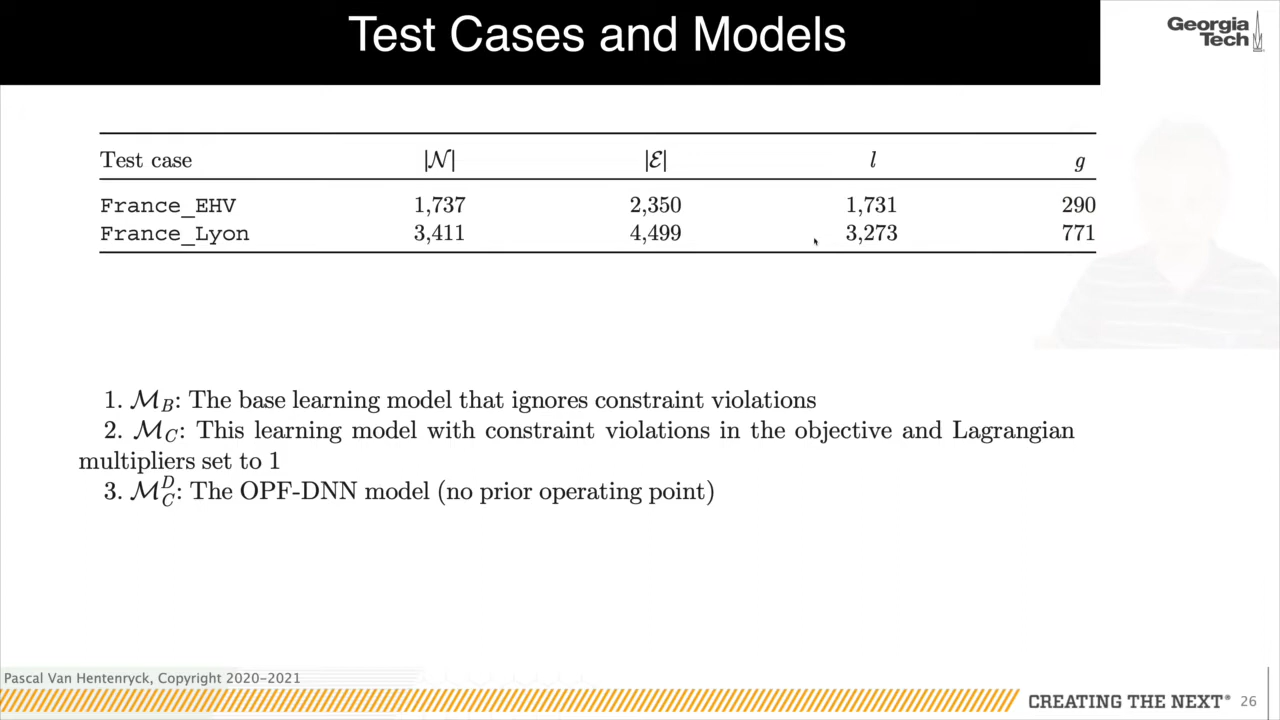 Test Cases and Models
Georgia
Tech
Test case |𝒩| |ℰ| l g
France_EHV 1,737 2,350 1,731 290
France_Lyon 3,411 4,499 3,273 771
1. ℳ_B: The base learning model that ignores constraint violations
2. ℳ_C: This learning model with constraint violations in the objective and Lagrangian
multipliers set to 1
3. ℳ_C^D: The OPF-DNN model (no prior operating point)
Pascal Van Hentenryck, Copyright 2020-2021
CREATING THE NEXT® 26